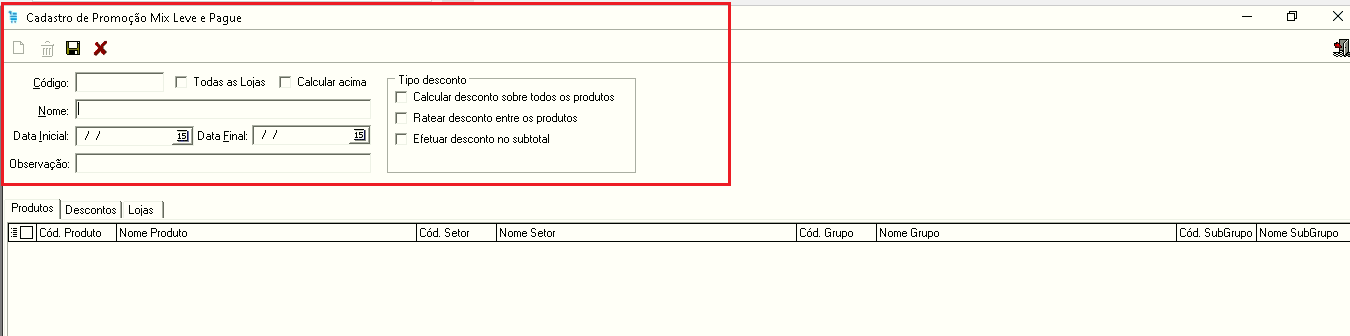 Cadastro de Promoção Mix Leve e Pague
Código: Todas as Lojas Calcular acima
Nome:
Data Inicial: / / 15 Data Final: / / 15
Observação:
Tipo desconto
Calcular desconto sobre todos os produtos
Ratear desconto entre os produtos
Efetuar desconto no subtotal
Produtos Descontos Lojas
Cód. Produto Nome Produto Cód. Setor Nome Setor Cód. Grupo Nome Grupo Cód. SubGrupo Nome SubGrupo